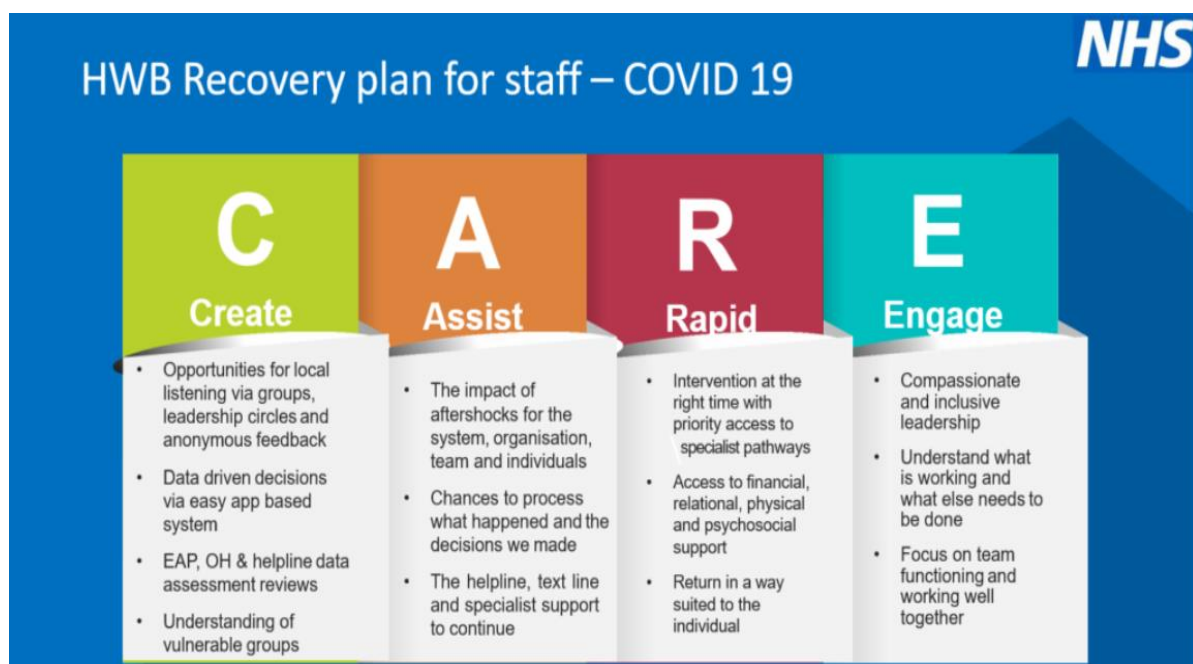 NHS
HWB Recovery plan for staff – COVID 19
C
Create
• Opportunities for local
listening via groups,
leadership circles and
anonymous feedback
• Data driven decisions
via easy app based
system
• EAP, OH & helpline data
assessment reviews
• Understanding of
vulnerable groups
A
Assist
• The impact of
aftershocks for the
system, organisation,
team and individuals
• Chances to process
what happened and the
decisions we made
• The helpline, text line
and specialist support
to continue
R
Rapid
• Intervention at the
right time with
priority access to
specialist pathways
• Access to financial,
relational, physical
and psychosocial
support
• Return in a way
suited to the
individual
E
Engage
• Compassionate
and inclusive
leadership
• Understand what
is working and
what else needs to
be done
• Focus on team
functioning and
working well
together